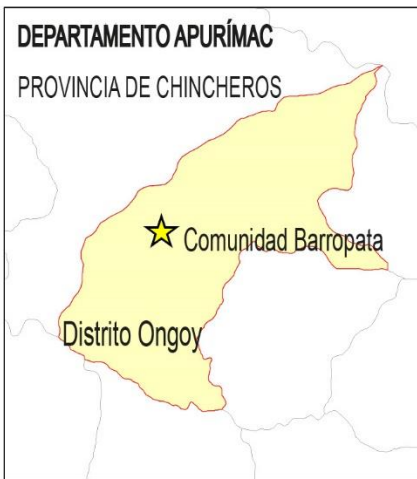 DEPARTAMENTO APURÍMAC
PROVINCIA DE CHINCHEROS
Comunidad Barropata
Distrito Ongoy